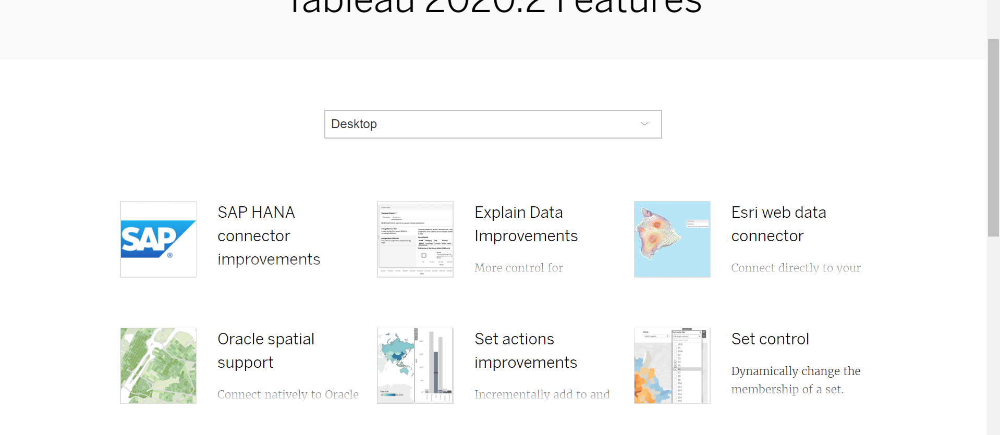 Tableau 2020.2 Features
Desktop
SAP
®
SAP HANA
connector
improvements
Explain Data
Improvements
More control for
Esri web data
connector
Connect directly to your
Oracle spatial
support
Connect natively to Oracle
Set actions
improvements
Incrementally add to and
Set control
Dynamically change the
membership of a set.